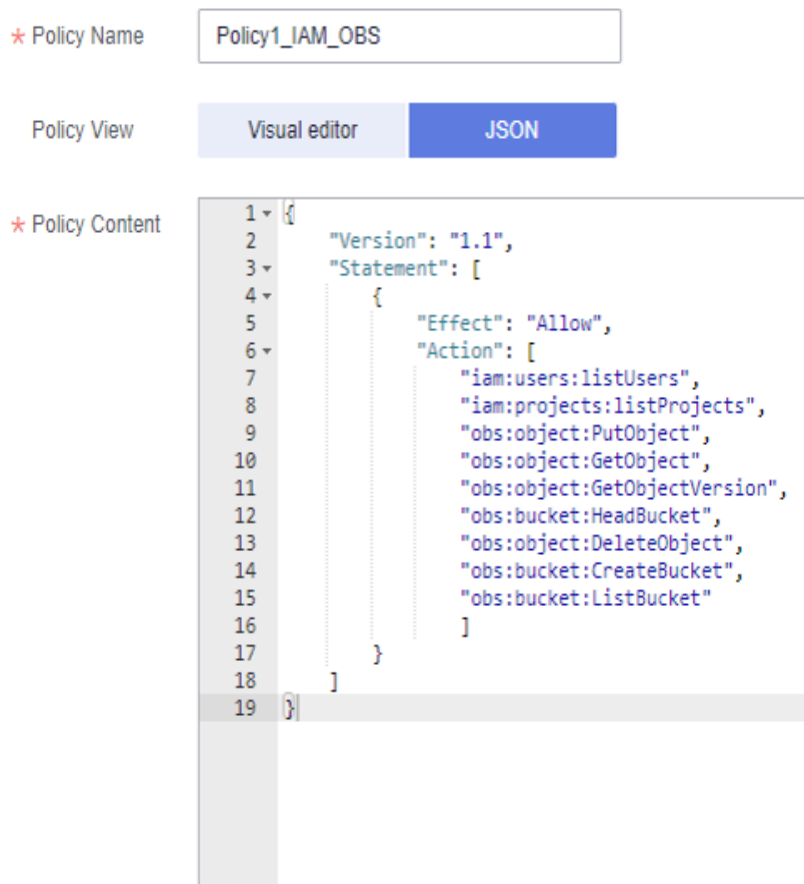 * Policy Name Policy1_IAM_OBS
Policy View Visual editor JSON
* Policy Content
1 {
2 "Version": "1.1",
3 "Statement": [
4 {
5 "Effect": "Allow",
6 "Action": [
7 "iam:users:listUsers",
8 "iam:projects:listProjects",
9 "obs:object:PutObject",
10 "obs:object:GetObject",
11 "obs:object:GetObjectVersion",
12 "obs:bucket:HeadBucket",
13 "obs:object:DeleteObject",
14 "obs:bucket:CreateBucket",
15 "obs:bucket:ListBucket"
16 ]
17 }
18 ]
19 }